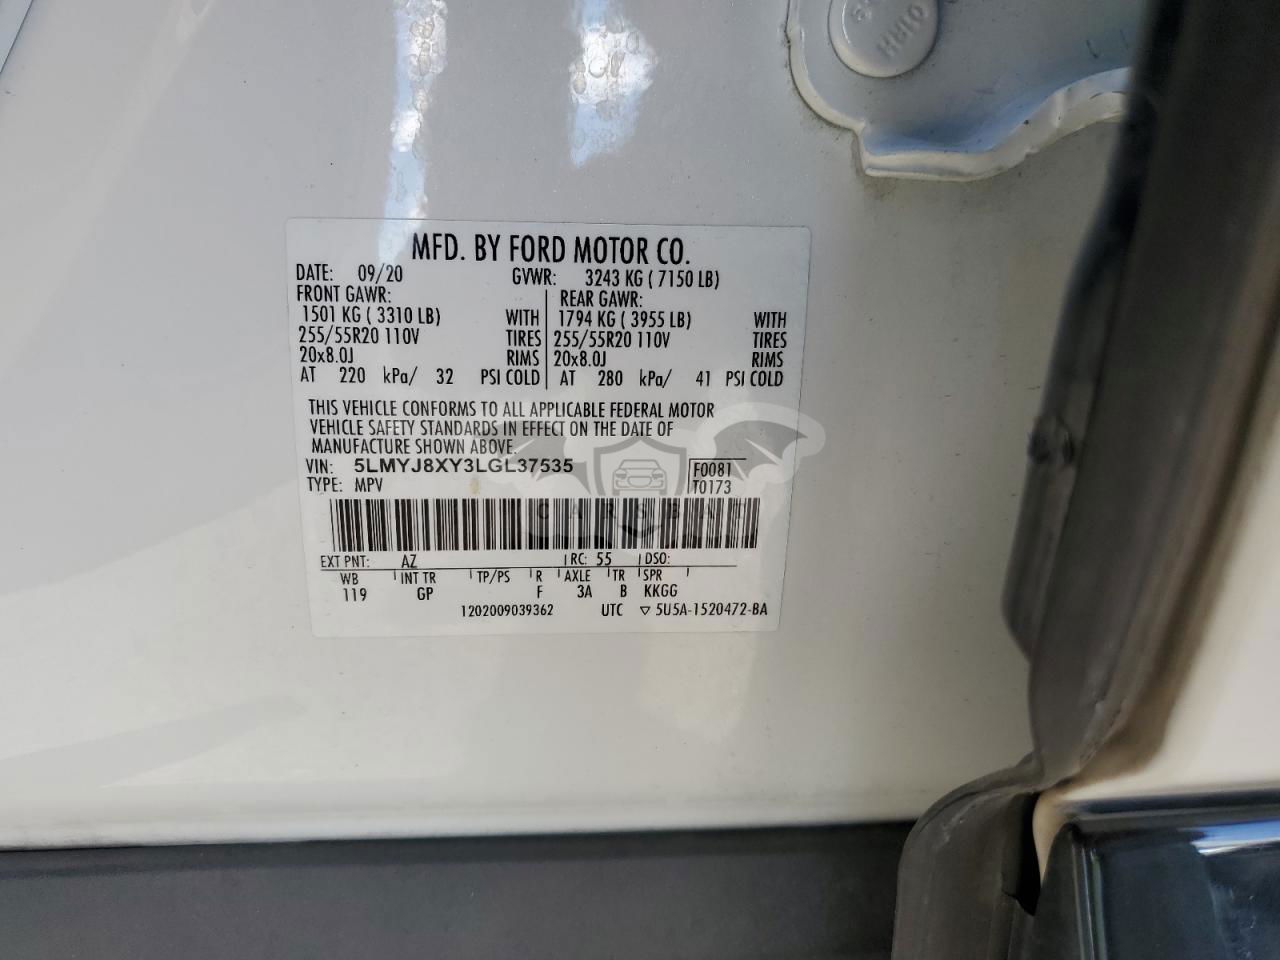 MFD. BY FORD MOTOR CO.
DATE: 09/20 GVWR: 3243 KG ( 7150 LB)
FRONT GAWR: REAR GAWR:
1501 KG ( 3310 LB) WITH 1794 KG ( 3955 LB) WITH
255/55R20 110V TIRES 255/55R20 110V TIRES
20x8.0J RIMS 20x8.0J RIMS
AT 220 kPa/ 32 PSI COLD AT 280 kPa/ 41 PSI COLD
THIS VEHICLE CONFORMS TO ALL APPLICABLE FEDERAL MOTOR
VEHICLE SAFETY STANDARDS IN EFFECT ON THE DATE OF
MANUFACTURE SHOWN ABOVE.
VIN: 5LMYJ8XY3LGL37535 F0081
TYPE: MPV T0173
CARSBAT
EXT PNT: AZ RC: 55 DSO:
WB INT TR TP/PS R AXLE TR SPR
119 GP F 3A B KKGG
1202009039362 UTC ▽ 5U5A-1520472-BA